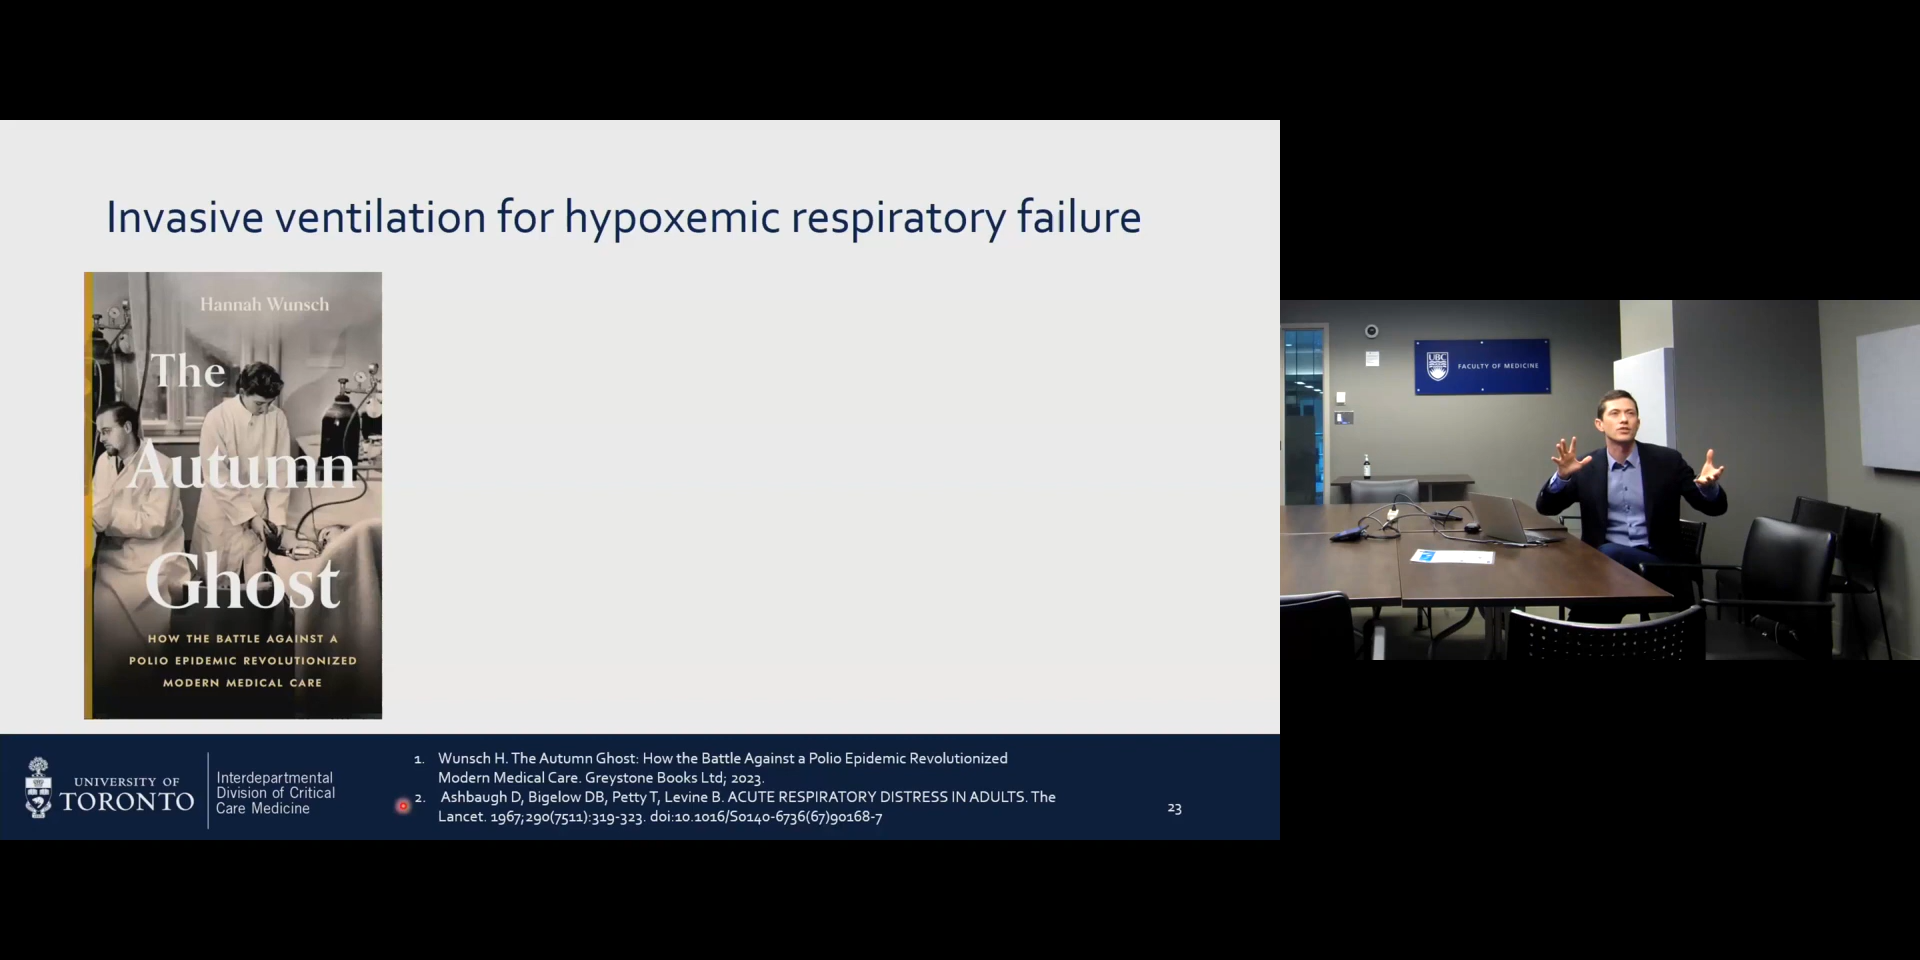 Invasive ventilation for hypoxemic respiratory failure
Hannah Wunsch
The
Autumn
Ghost
HOW THE BATTLE AGAINST A
POLIO EPIDEMIC REVOLUTIONIZED
MODERN MEDICAL CARE
UNIVERSITY OF
TORONTO
Interdepartmental
Division of Critical
Care Medicine
1. Wunsch H. The Autumn Ghost: How the Battle Against a Polio Epidemic Revolutionized
Modern Medical Care. Greystone Books Ltd; 2023.
2. Ashbaugh D, Bigelow DB, Petty T, Levine B. ACUTE RESPIRATORY DISTRESS IN ADULTS. The
Lancet. 1967;290(7511):319-323. doi:10.1016/S0140-6736(67)90168-7
23
UBC
FACULTY OF MEDICINE